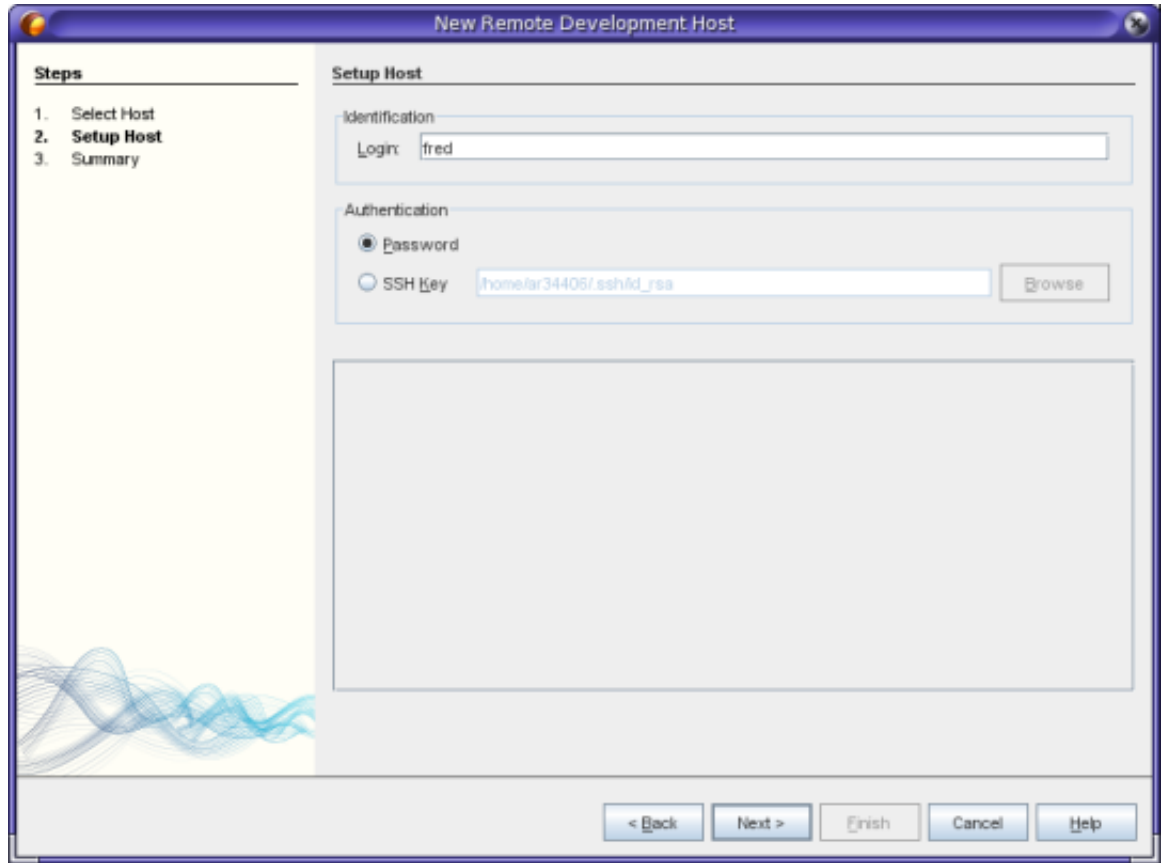 New Remote Development Host
Steps
1. Select Host
2. Setup Host
3. Summary
Setup Host
Identification
Login: fred
Authentication
Password
SSH Key /home/ar34406/.ssh/id_rsa Browse
< Back Next > Finish Cancel Help